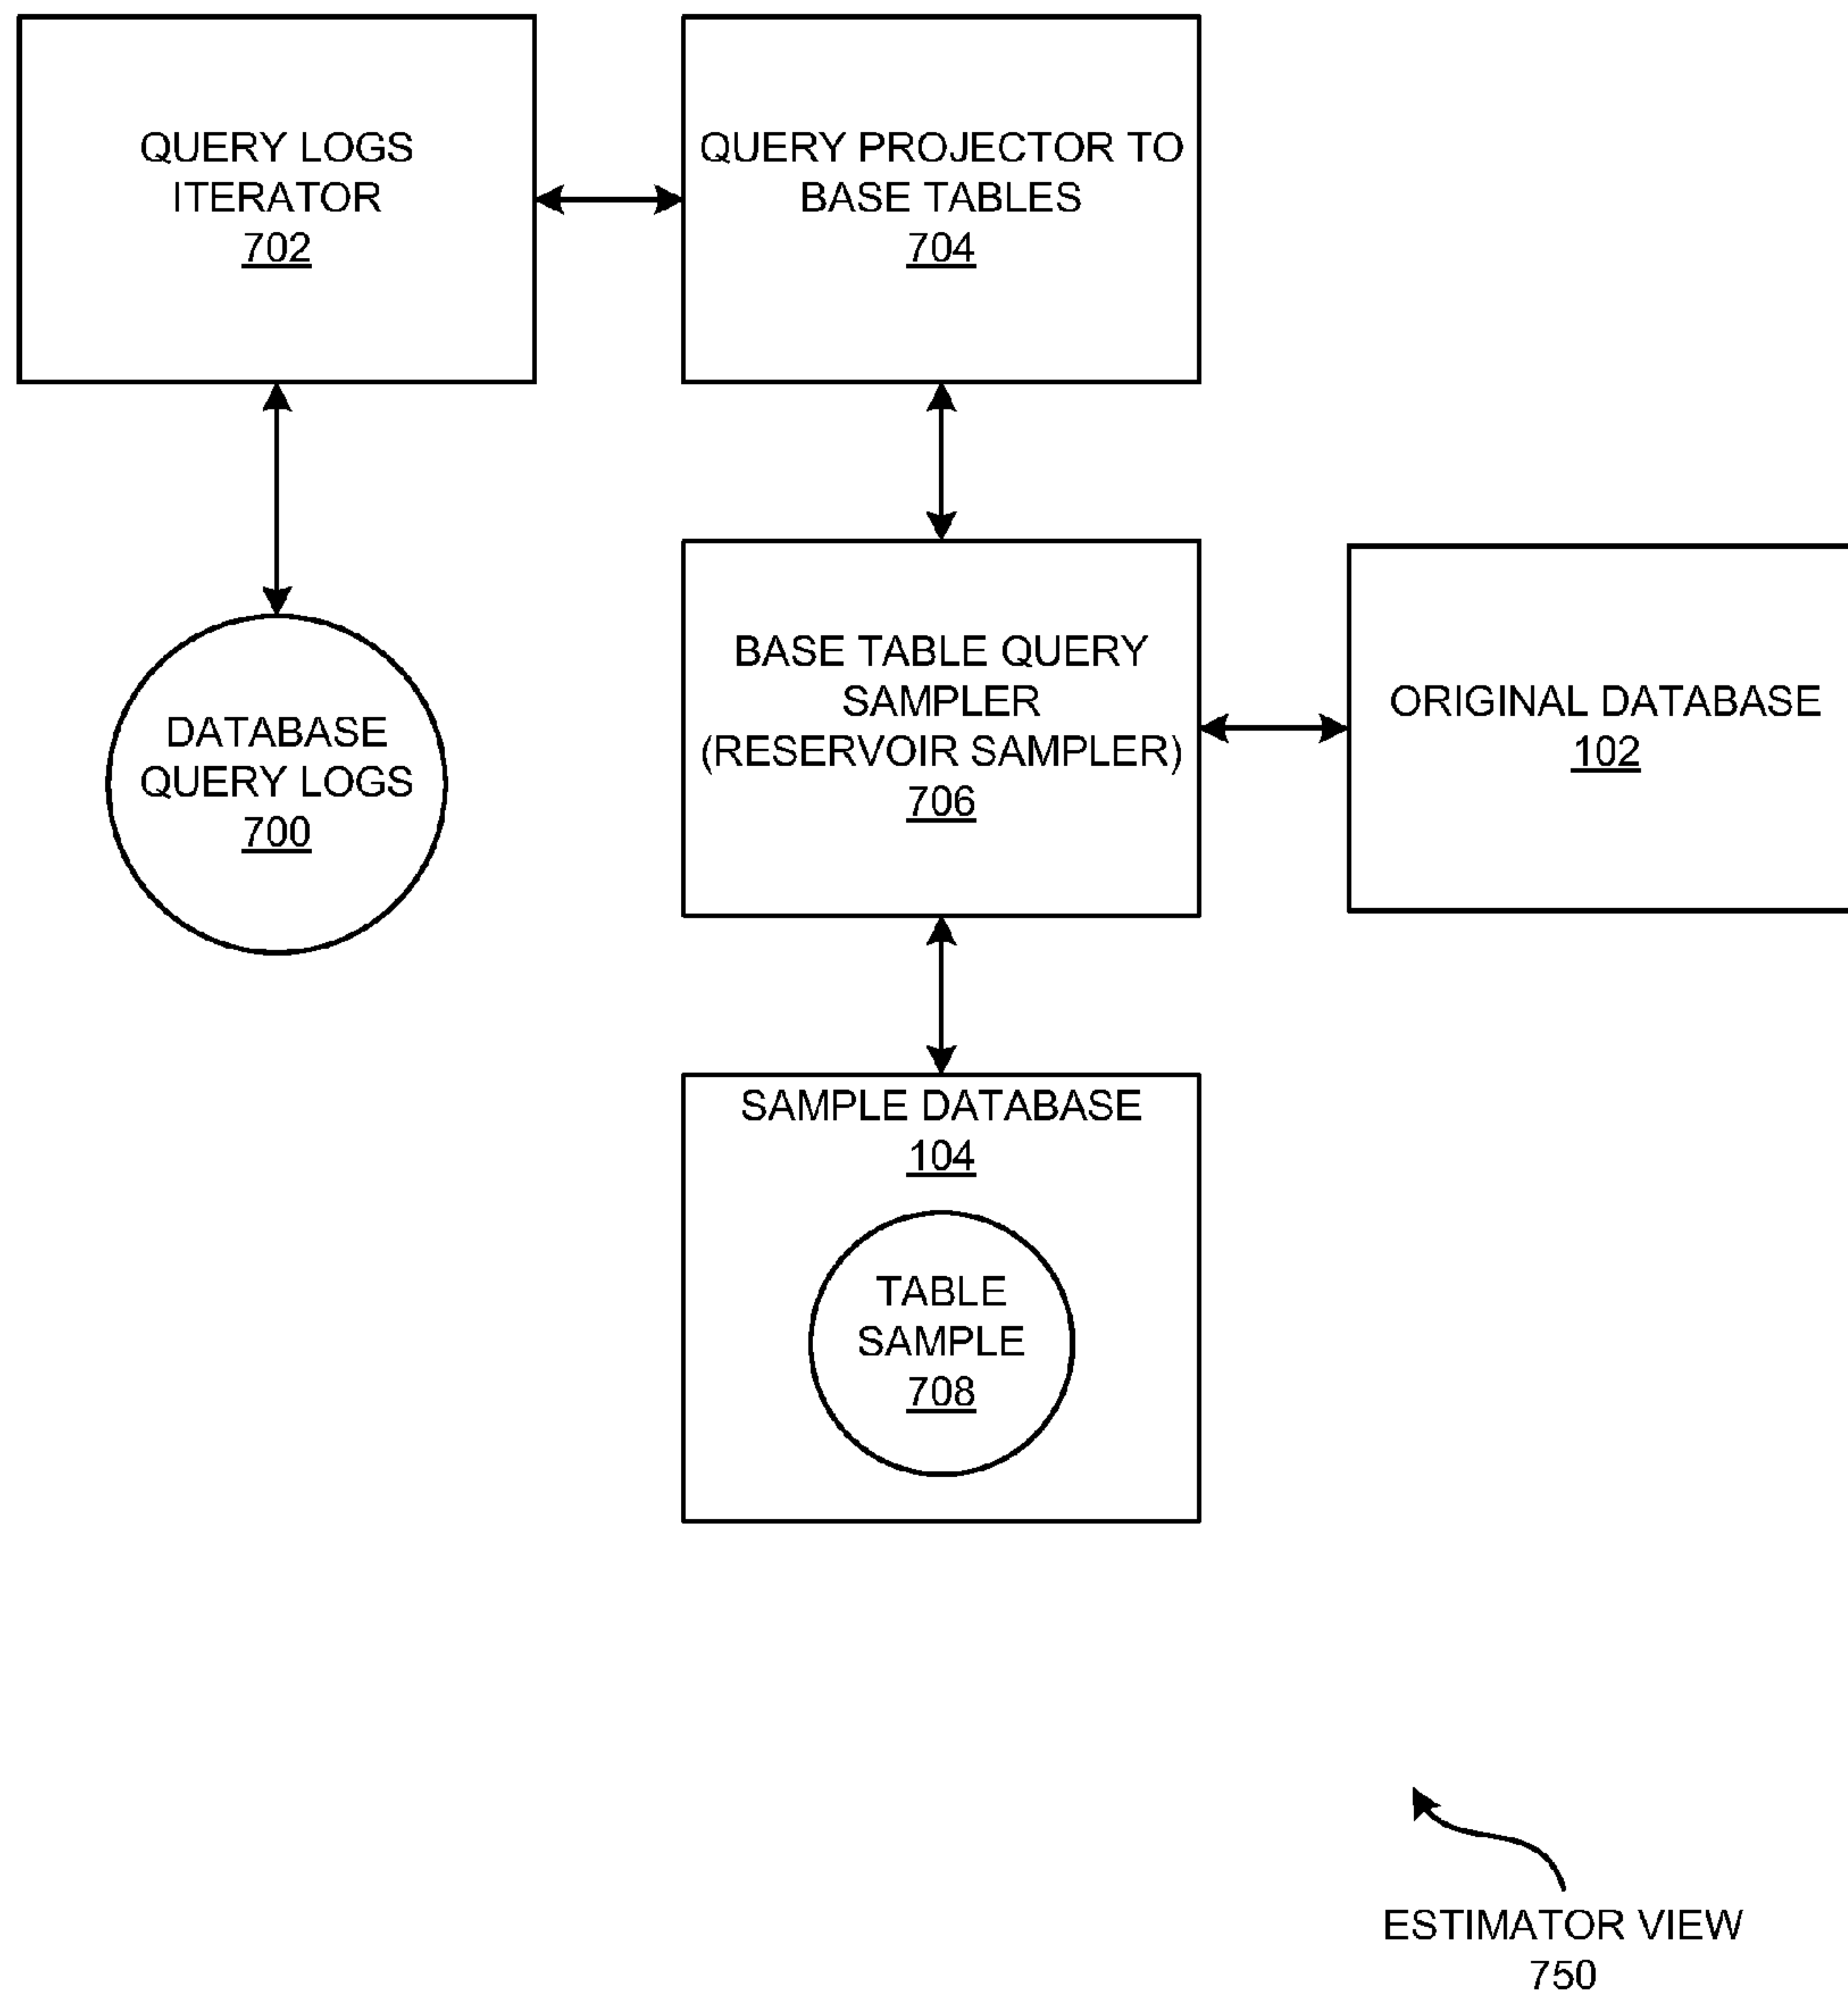 QUERY LOGS
ITERATOR
702
QUERY PROJECTOR TO
BASE TABLES
704
DATABASE
QUERY LOGS
700
BASE TABLE QUERY
SAMPLER
(RESERVOIR SAMPLER)
706
ORIGINAL DATABASE
102
SAMPLE DATABASE
104
TABLE
SAMPLE
708
ESTIMATOR VIEW
750